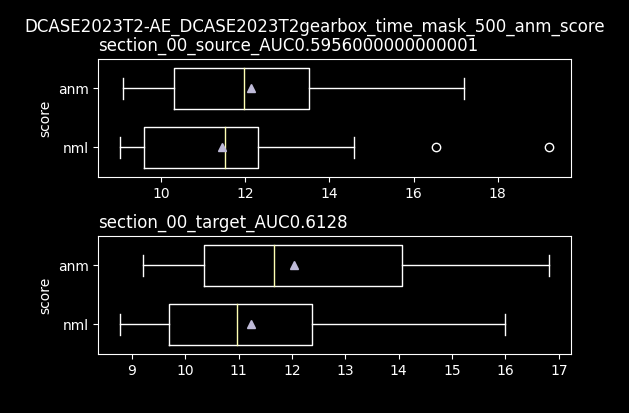 DCASE2023T2-AE_DCASE2023T2gearbox_time_mask_500_anm_score
section_00_source_AUC0.5956000000000001
score
anm
nml
10 12 14 16 18
section_00_target_AUC0.6128
score
anm
nml
9 10 11 12 13 14 15 16 17